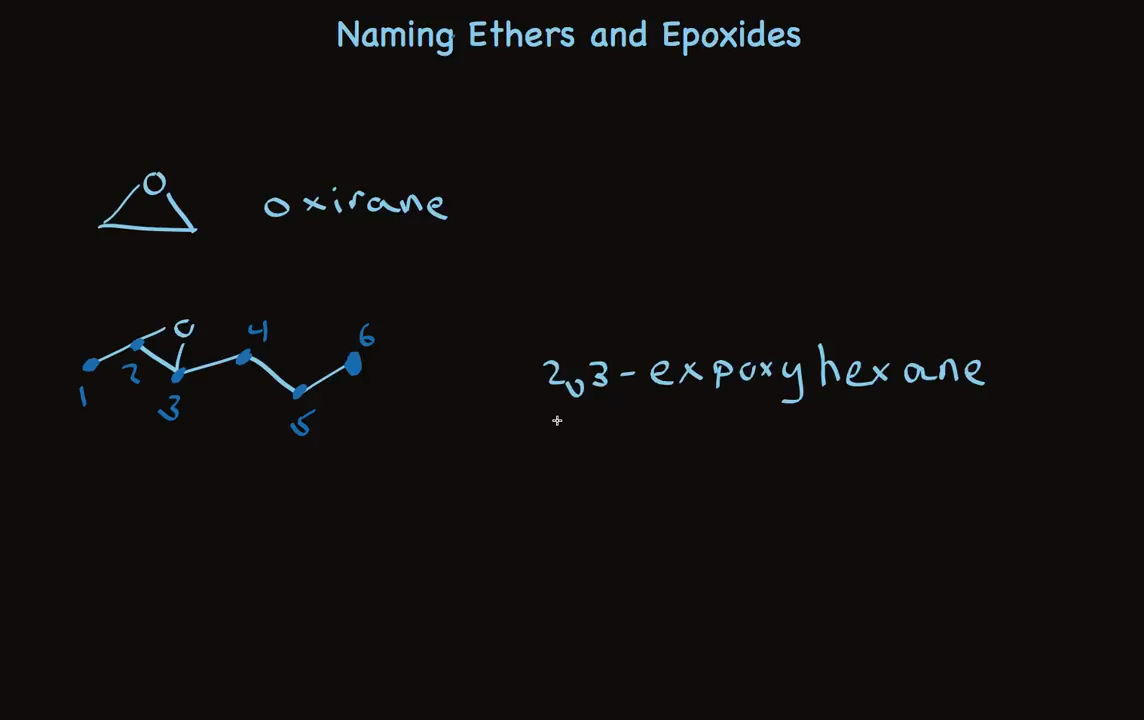 Naming Ethers and Epoxides
O
oxirane
O
4
6
1
2
3
5
2,3-expoxyhexane